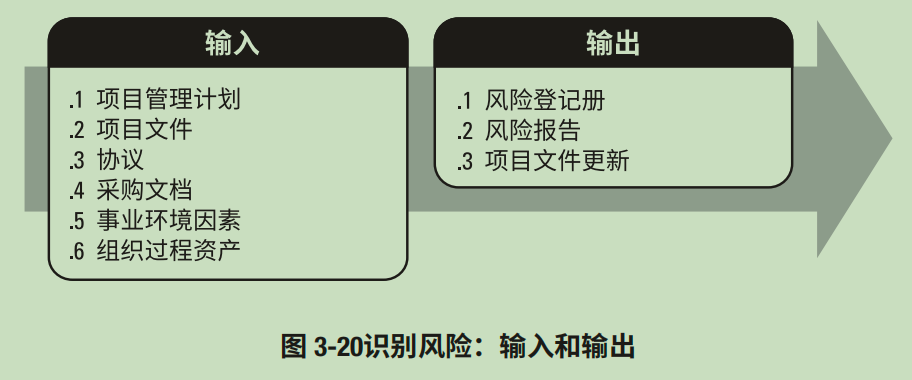 输入
.1 项目管理计划
.2 项目文件
.3 协议
.4 采购文档
.5 事业环境因素
.6 组织过程资产
输出
.1 风险登记册
.2 风险报告
.3 项目文件更新
图 3-20识别风险：输入和输出